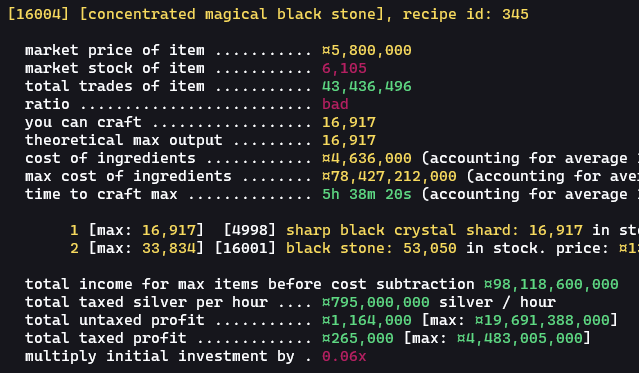 [16004] [concentrated magical black stone], recipe id: 345
market price of item ........... ¤5,800,000
market stock of item ........... 6,105
total trades of item ........... 43,436,496
ratio .......................... bad
you can craft .................. 16,917
theoretical max output ......... 16,917
cost of ingredients ............ ¤4,636,000 (accounting for average
max cost of ingredients ........ ¤78,427,212,000 (accounting for
time to craft max .............. 5h 38m 20s (accounting for average
1 [max: 16,917]  [4998] sharp black crystal shard: 16,917 in
2 [max: 33,834] [16001] black stone: 53,050 in stock. price:
total income for max items before cost subtraction ¤98,118,600,000
total taxed silver per hour .... ¤795,000,000 silver / hour
total untaxed profit ........... ¤1,164,000 [max: ¤19,691,388,000]
total taxed profit ............. ¤265,000 [max: ¤4,483,005,000]
multiply initial investment by . 0.06x